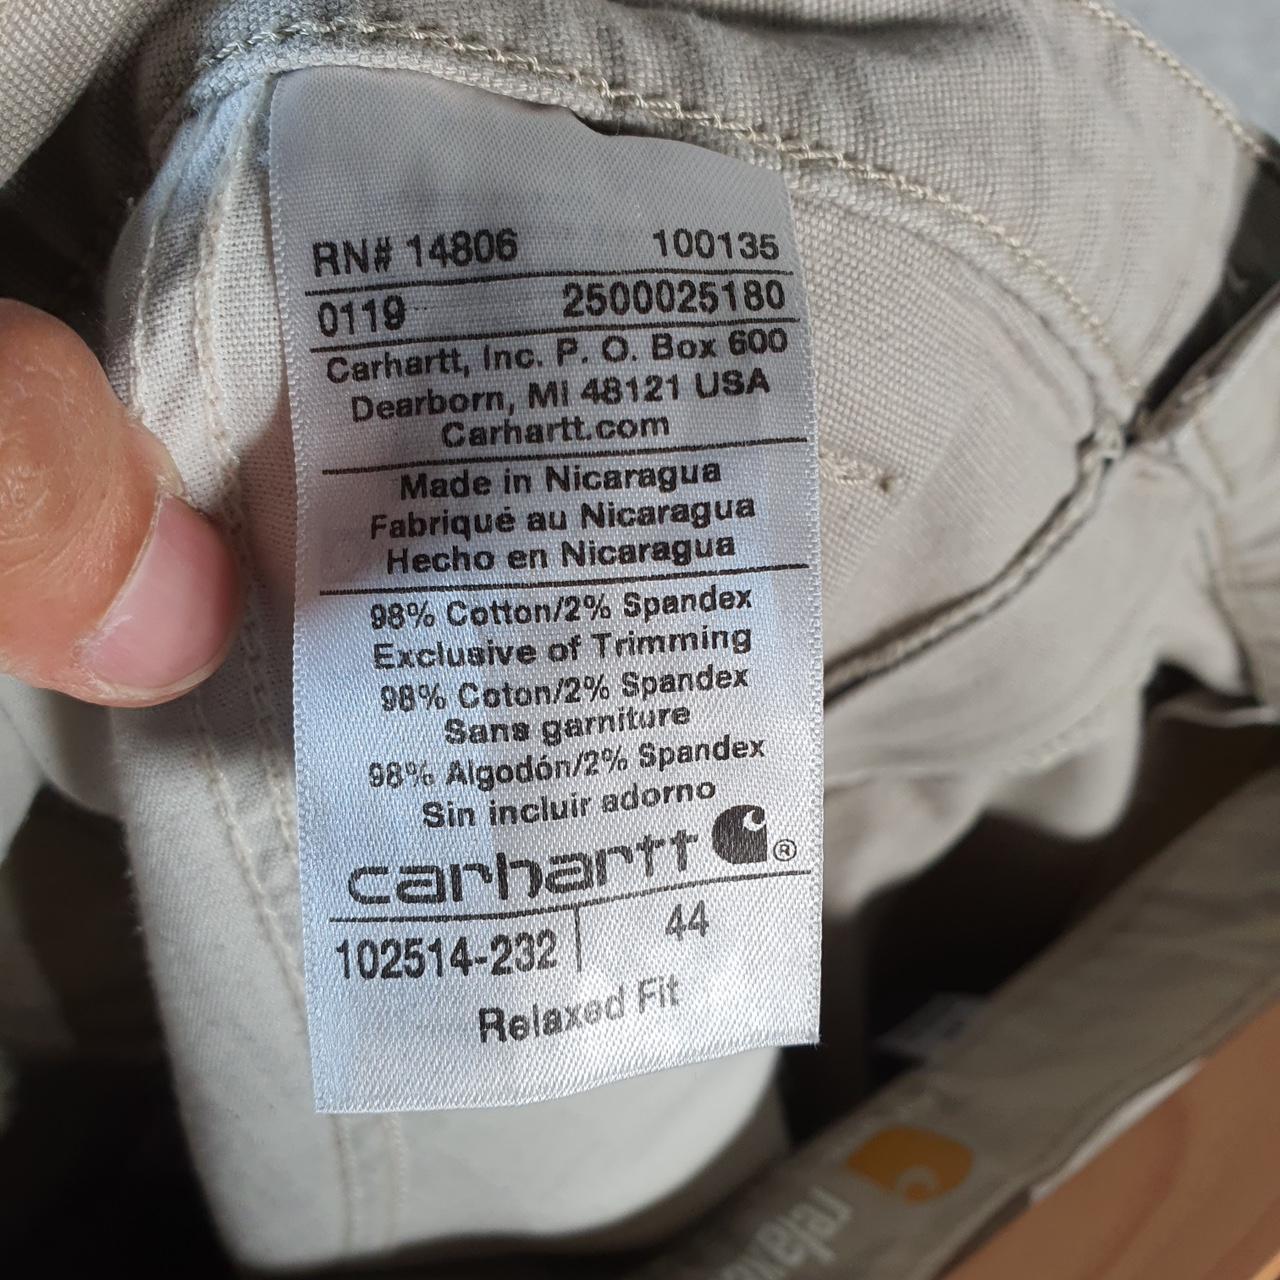 RN# 14806 100135
0119 2500025180
Carhartt, Inc. P. O. Box 600
Dearborn, MI 48121 USA
Carhartt.com
Made in Nicaragua
Fabriqué au Nicaragua
Hecho en Nicaragua
98% Cotton/2% Spandex
Exclusive of Trimming
98% Coton/2% Spandex
Sans garniture
98% Algodón/2% Spandex
Sin incluir adorno
carhartt ®
102514-232 44
Relaxed Fit